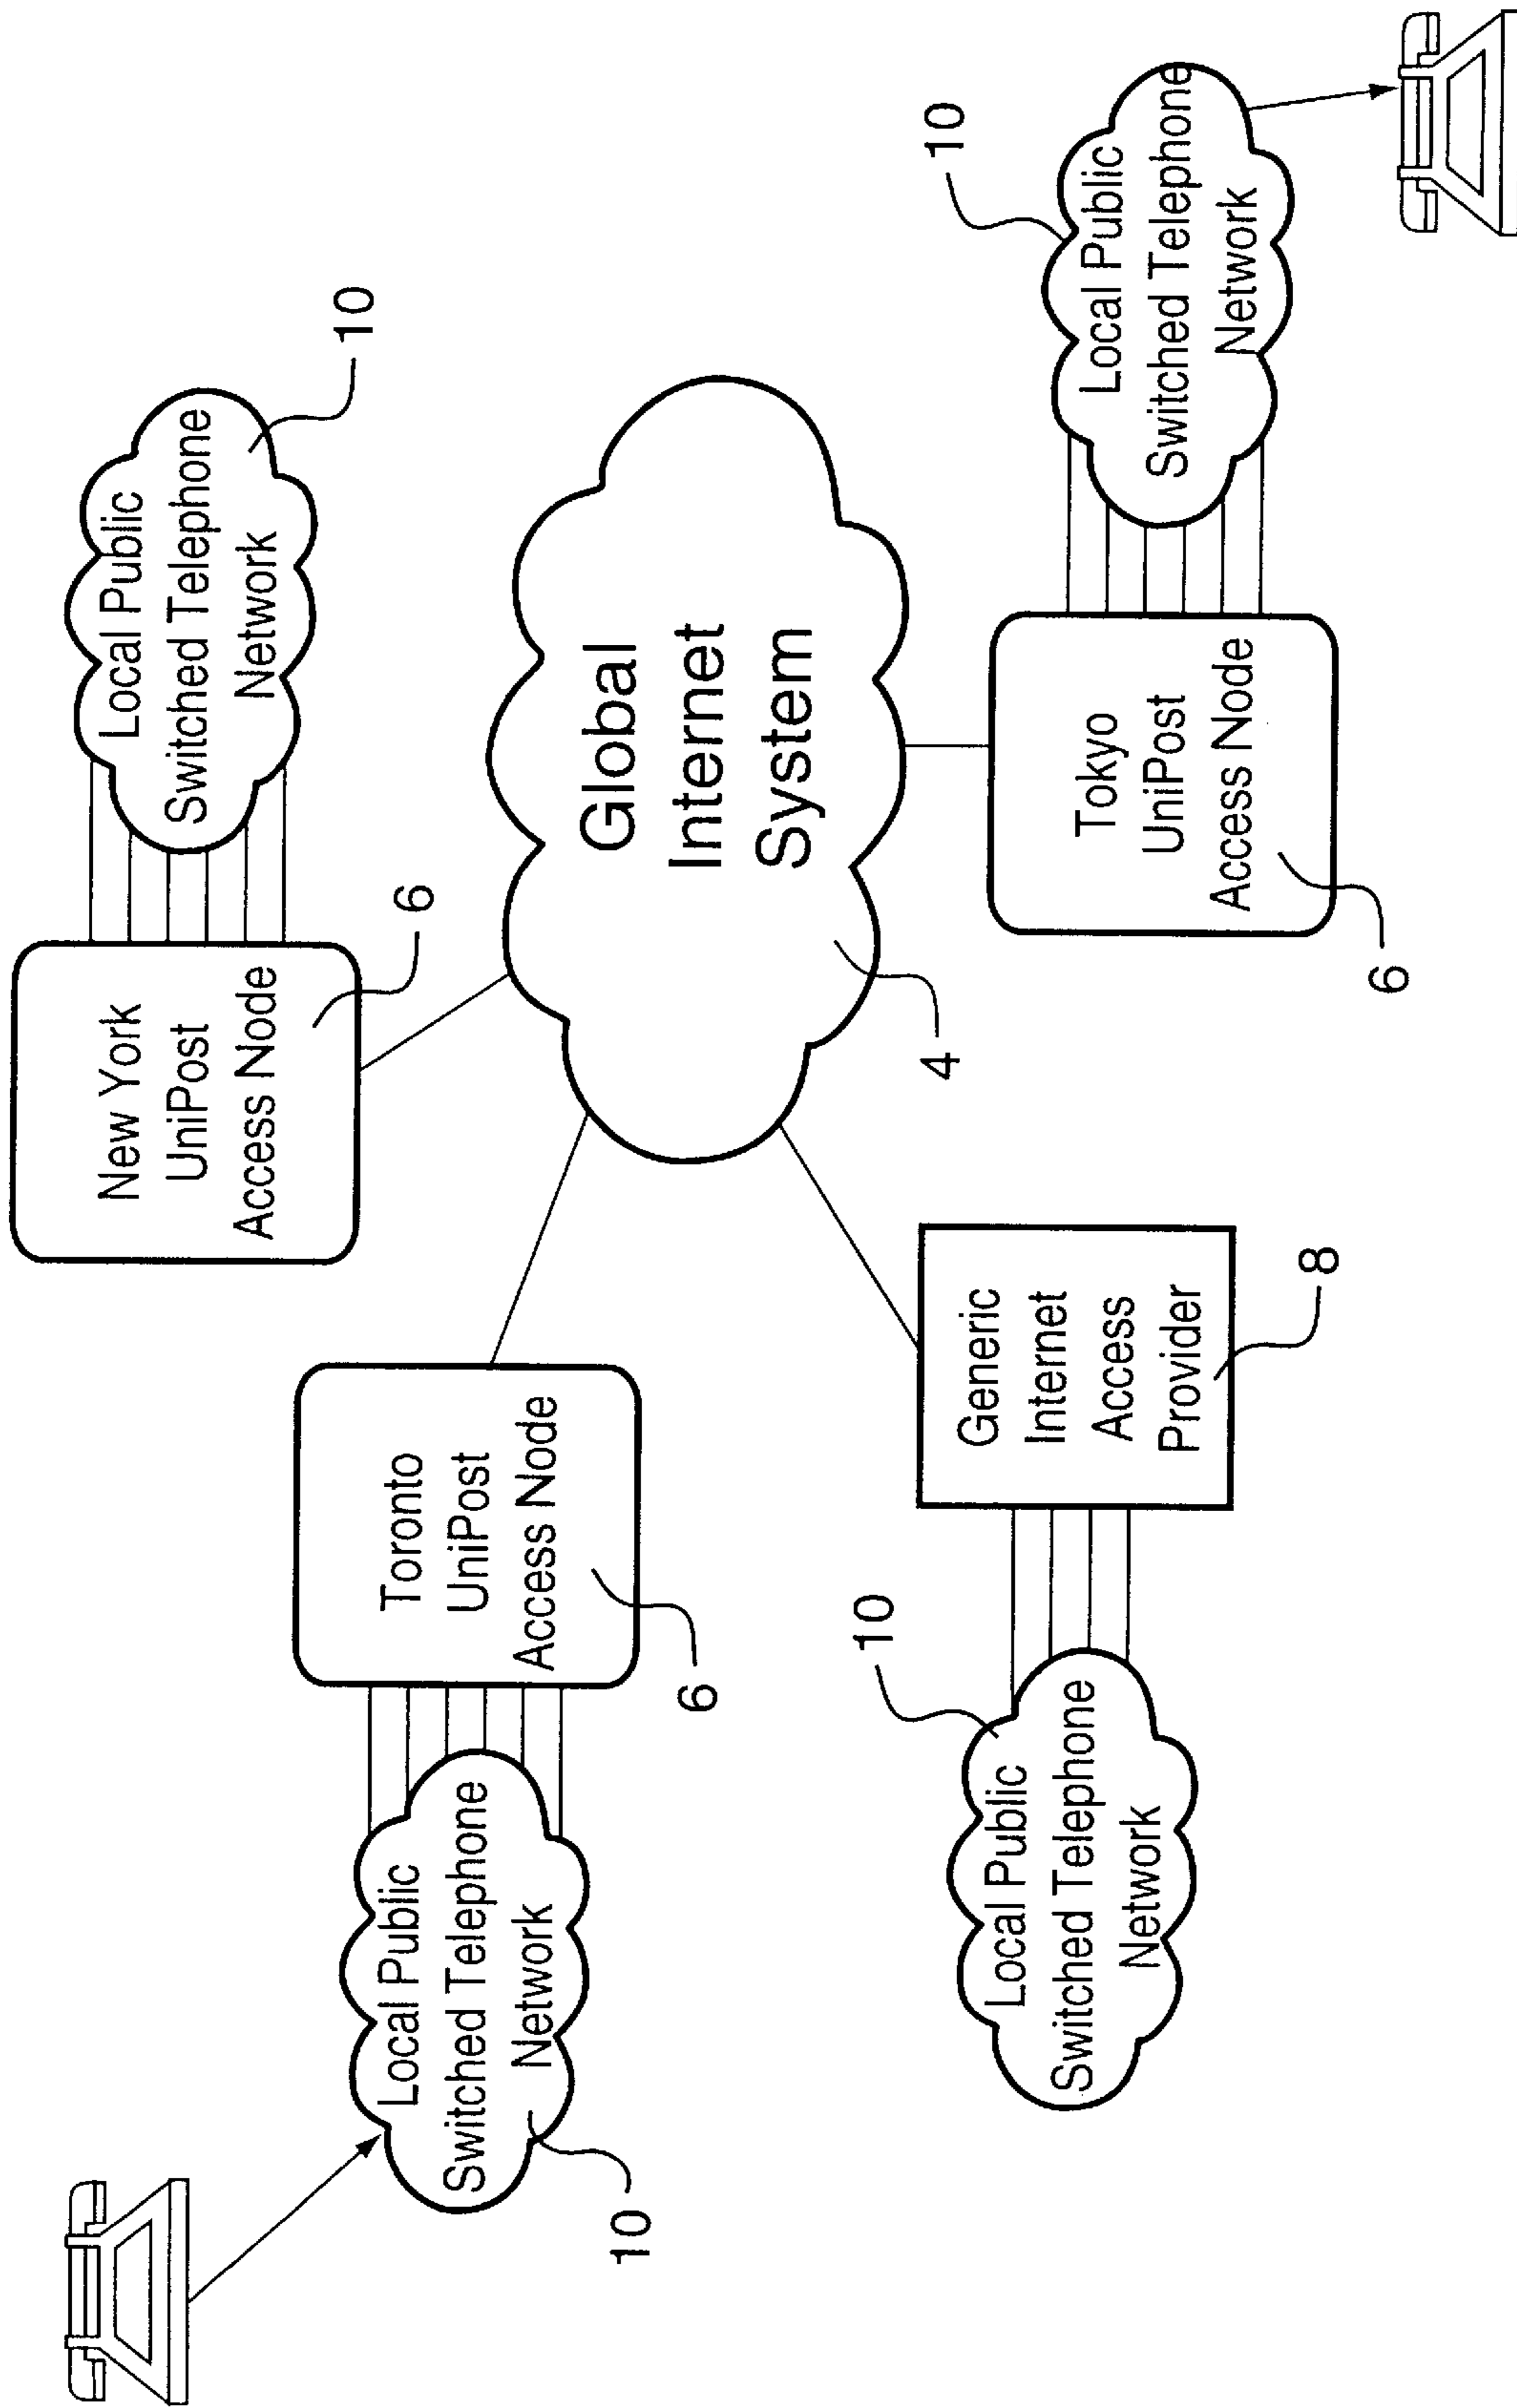 New York
UniPost
Access Node
6
Local Public
Switched Telephone
Network
10
Local Public
Switched Telephone
Network
10
Toronto
UniPost
Access Node
6
Global
Internet
System
4
10
Local Public
Switched Telephone
Network
Generic
Internet
Access
Provider
8
Tokyo
UniPost
Access Node
6
10
Local Public
Switched Telephone
Network